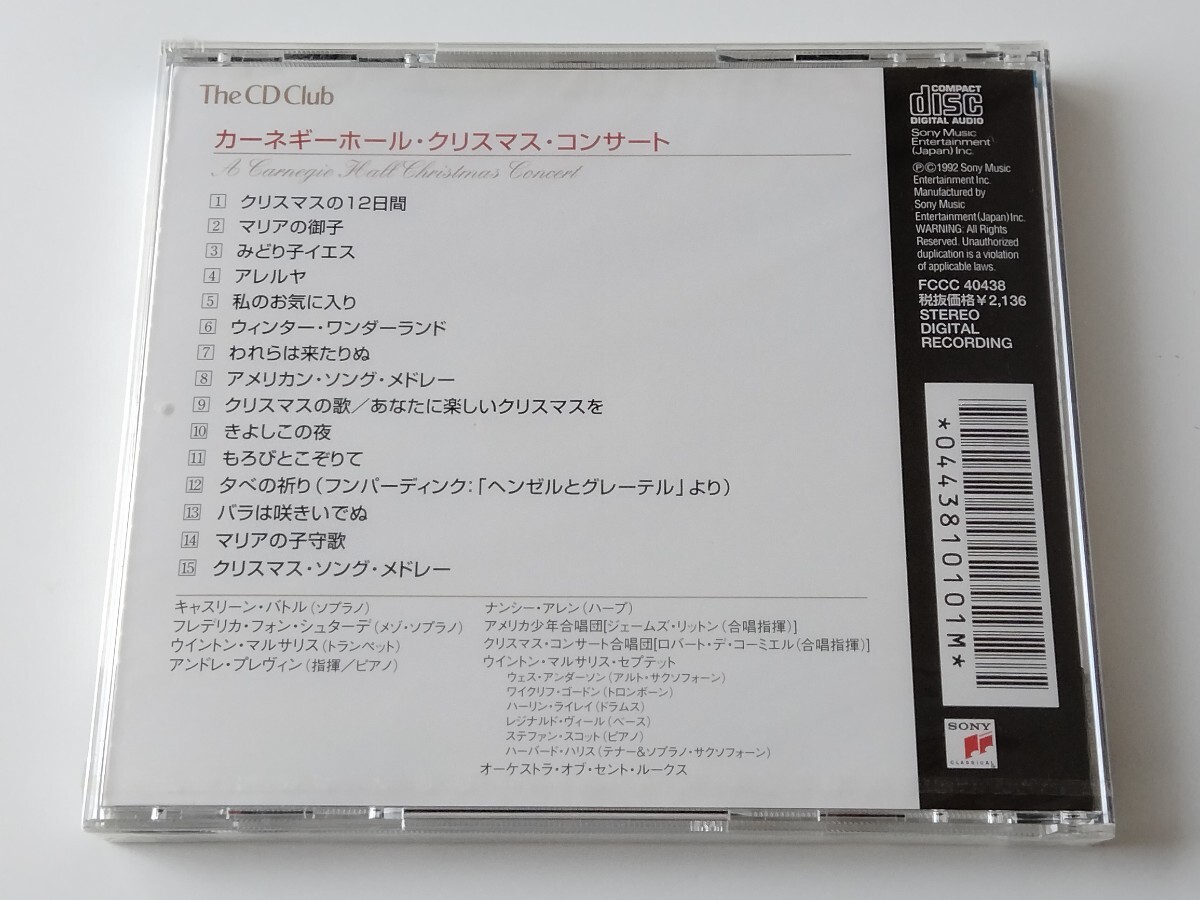 The CD Club
カーネギーホール・クリスマス・コンサート
A Carnegie Hall Christmas Concert
1 クリスマスの12日間
2 マリアの御子
3 みどり子イエス
4 アレルヤ
5 私のお気に入り
6 ウィンター・ワンダーランド
7 われらは来たりぬ
8 アメリカン・ソング・メドレー
9 クリスマスの歌/あなたに楽しいクリスマスを
10 きよしこの夜
11 もろびとこぞりて
12 夕べの祈り(フンパーディンク:「ヘンゼルとグレーテル」より)
13 バラは咲きいでぬ
14 マリアの子守歌
15 クリスマス・ソング・メドレー
キャスリーン・バトル(ソプラノ)
フレデリカ・フォン・シュターデ(メゾ・ソプラノ)
ウイントン・マルサリス(トランペット)
アンドレ・プレヴィン(指揮/ピアノ)
ナンシー・アレン(ハープ)
アメリカ少年合唱団[ジェームズ・リットン(合唱指揮)]
クリスマス・コンサート合唱団[ロバート・デ・コーミエル(合唱指揮)]
ウイントン・マルサリス・セプテット
ウェス・アンダーソン(アルト・サクソフォーン)
ワイクリフ・ゴードン(トロンボーン)
ハーリン・ライレイ(ドラムス)
レジナルド・ヴィール(ベース)
ステファン・スコット(ピアノ)
ハーバード・ハリス(テナー&ソプラノ・サクソフォーン)
オーケストラ・オブ・セント・ルークス
COMPACT
disc
DIGITAL AUDIO
Sony Music
Entertainment
(Japan) Inc.
℗©1992 Sony Music
Entertainment Inc.
Manufactured by
Sony Music
Entertainment(Japan)Inc.
WARNING: All Rights
Reserved. Unauthorized
duplication is a violation
of applicable laws.
FCCC 40438
税抜価格¥2,136
STEREO
DIGITAL
RECORDING
*0443810101M*
SONY
CLASSICAL